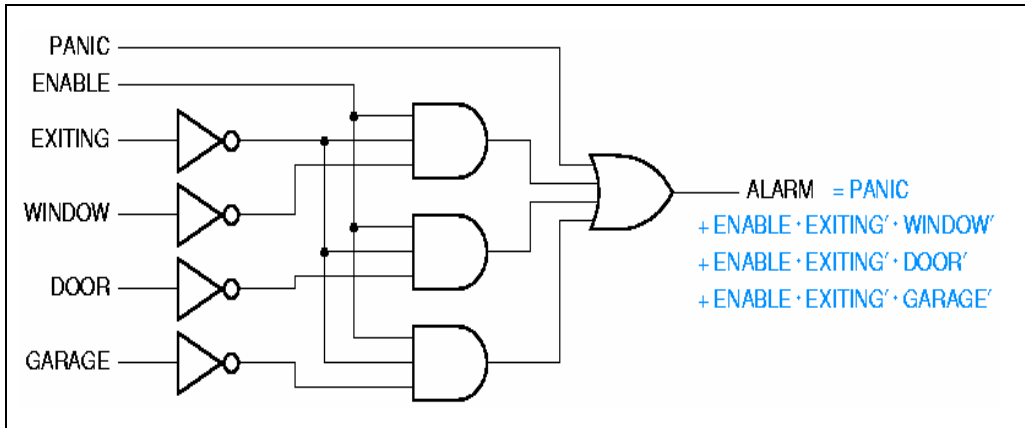 PANIC
ENABLE
EXITING
WINDOW
DOOR
GARAGE
ALARM = PANIC
+ ENABLE · EXITING′ · WINDOW′
+ ENABLE · EXITING′ · DOOR′
+ ENABLE · EXITING′ · GARAGE′